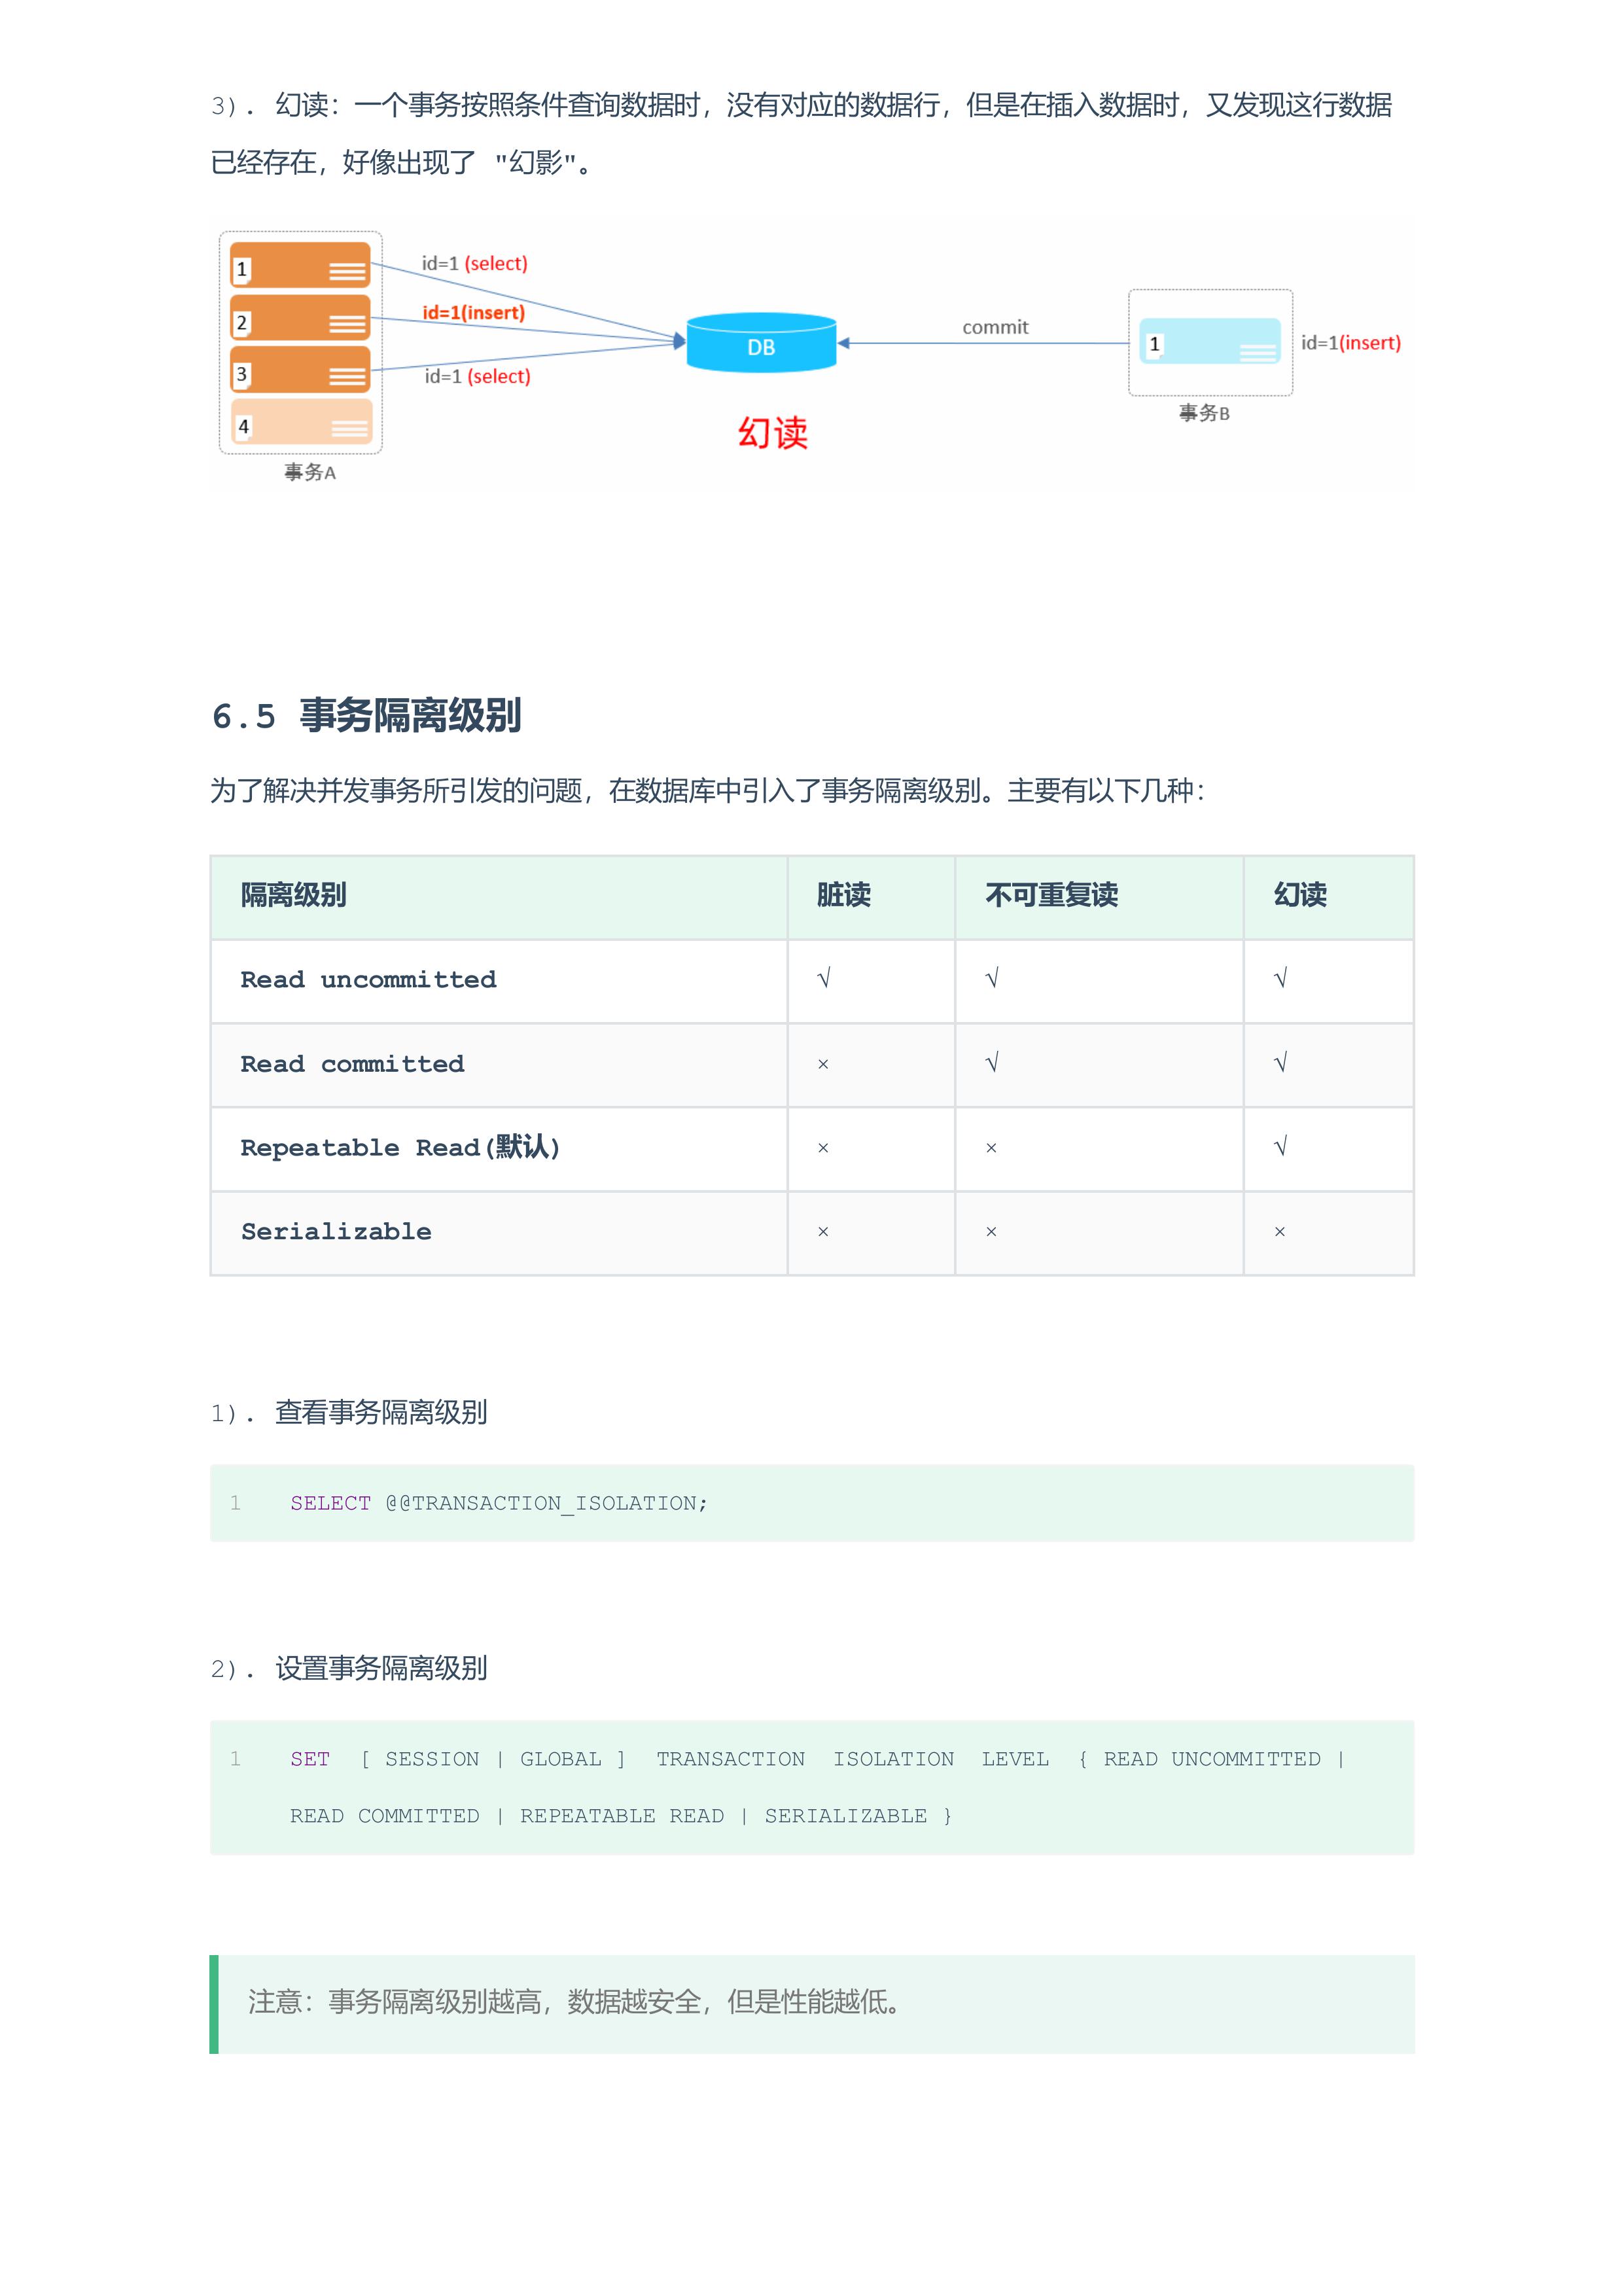 3). 幻读：一个事务按照条件查询数据时，没有对应的数据行，但是在插入数据时，又发现这行数据
已经存在，好像出现了 "幻影"。
1
2
3
4
事务A
id=1 (select)
id=1(insert)
id=1 (select)
DB
幻读
commit
1
id=1(insert)
事务B
6.5 事务隔离级别
为了解决并发事务所引发的问题，在数据库中引入了事务隔离级别。主要有以下几种：
隔离级别 脏读 不可重复读 幻读
Read uncommitted √ √ √
Read committed × √ √
Repeatable Read(默认) × × √
Serializable × × ×
1). 查看事务隔离级别
1 SELECT @@TRANSACTION_ISOLATION;
2). 设置事务隔离级别
1 SET [ SESSION | GLOBAL ] TRANSACTION ISOLATION LEVEL { READ UNCOMMITTED |
READ COMMITTED | REPEATABLE READ | SERIALIZABLE }
注意：事务隔离级别越高，数据越安全，但是性能越低。